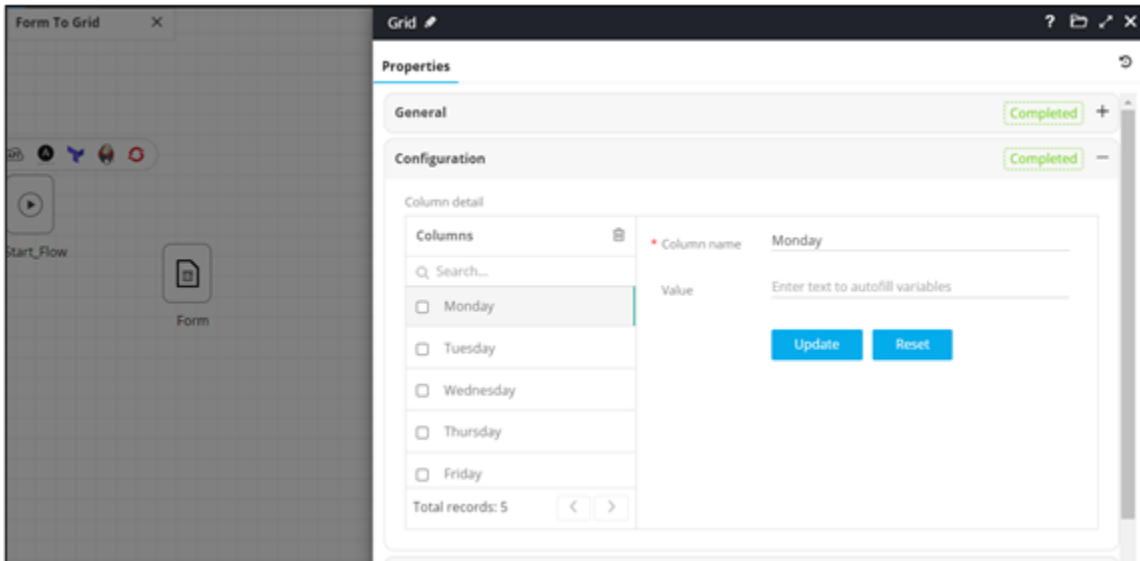 Form To Grid
Grid
Properties
General
Completed
Configuration
Completed
Column detail
Columns
Search...
Monday
Tuesday
Wednesday
Thursday
Friday
Total records: 5
* Column name
Monday
Value
Enter text to autofill variables
Update
Reset
Start_Flow
Form